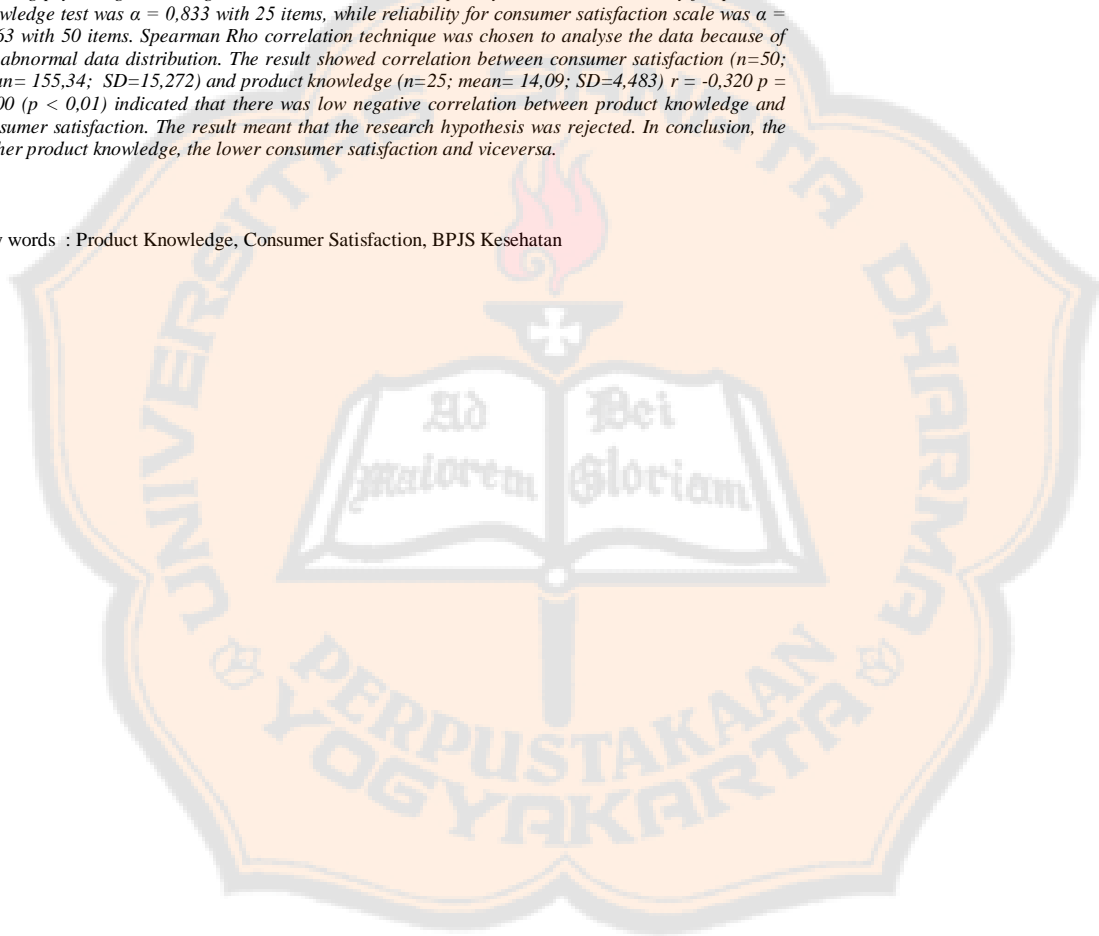 wledge test was α = 0,833 with 25 items, while reliability for consumer satisfaction scale was α =
63 with 50 items. Spearman Rho correlation technique was chosen to analyse the data because of
abnormal data distribution. The result showed correlation between consumer satisfaction (n=50;
n= 155,34; SD=15,272) and product knowledge (n=25; mean= 14,09; SD=4,483) r = -0,320 p =
00 (p < 0,01) indicated that there was low negative correlation between product knowledge and
sumer satisfaction. The result meant that the research hypothesis was rejected. In conclusion, the
her product knowledge, the lower consumer satisfaction and viceversa.
words : Product Knowledge, Consumer Satisfaction, BPJS Kesehatan
UNIVERSITAS SANATA DHARMA
Ad Dei
maiorem Gloriam
PERPUSTAKAAN
YOGYAKARTA